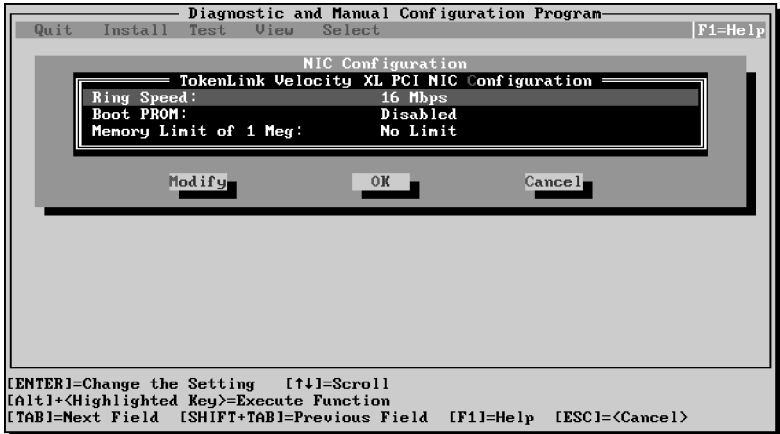 Diagnostic and Manual Configuration Program
Quit Install Test View Select F1=Help
NIC Configuration
TokenLink Velocity XL PCI NIC Configuration
Ring Speed: 16 Mbps
Boot PROM: Disabled
Memory Limit of 1 Meg: No Limit
Modify OK Cancel
[ENTER]=Change the Setting [↑↓]=Scroll
[Alt]+<Highlighted Key>=Execute Function
[TAB]=Next Field [SHIFT+TAB]=Previous Field [F1]=Help [ESC]=<Cancel>